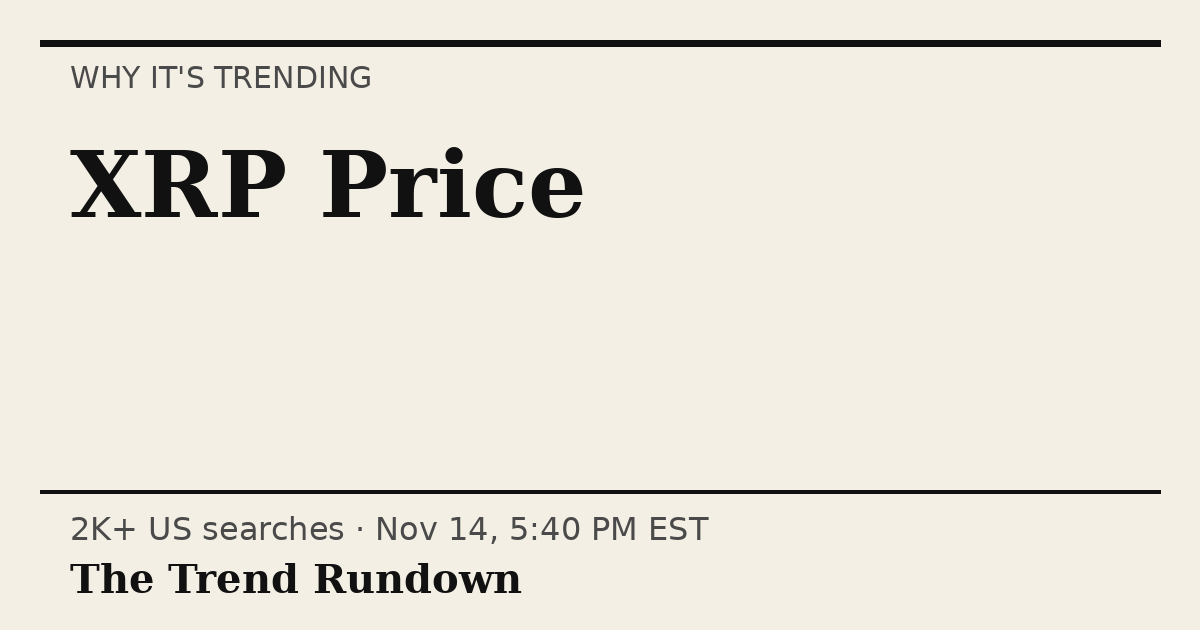 WHY IT'S TRENDING
XRP Price
2K+ US searches · Nov 14, 5:40 PM EST
The Trend Rundown